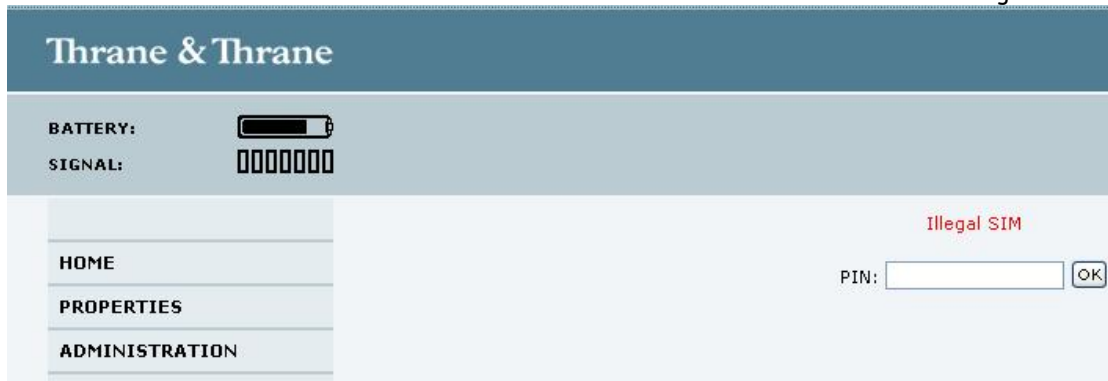 Thrane & Thrane
BATTERY:
SIGNAL:
Illegal SIM
HOME
PIN:
OK
PROPERTIES
ADMINISTRATION